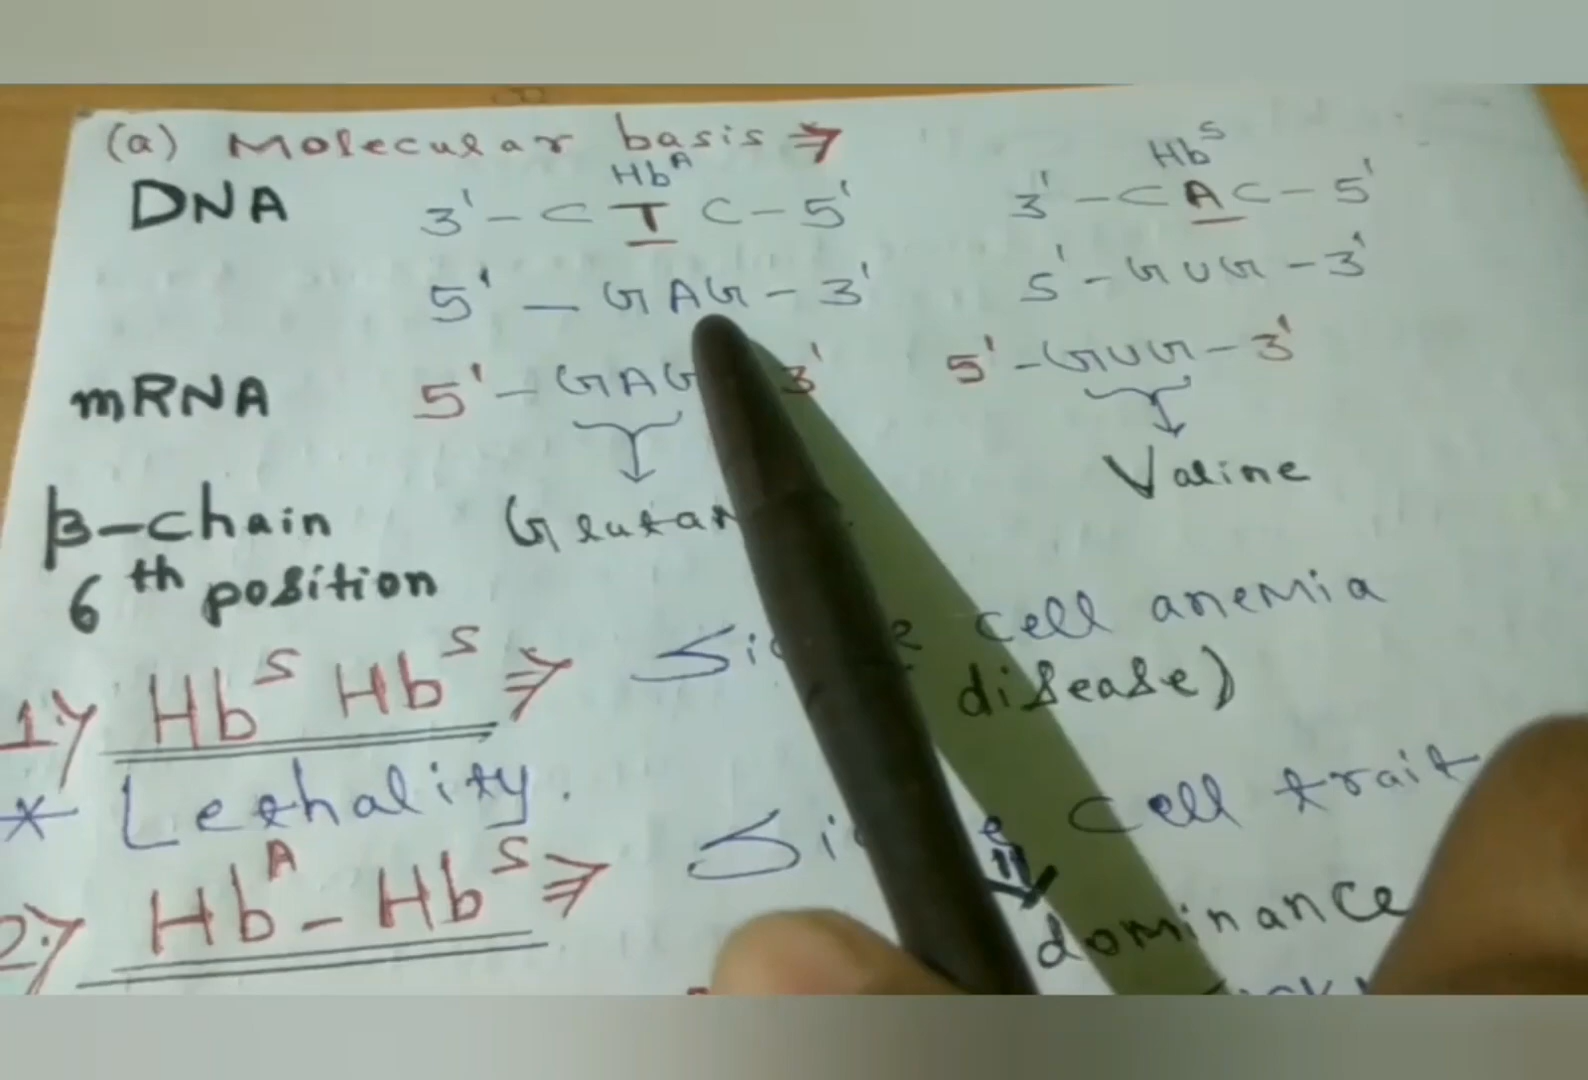 (a) Molecular basis ⇒
Hb^A Hb^S
DNA 3' - C T C - 5' 3' - C A C - 5'
5' - GAG - 3' 5' - GUG - 3'
mRNA 5' - GAG 3' 5' - GUG - 3'
Valine
β-chain
6th position
1) Hb^S Hb^S ⇒ cell anemia
disease)
* Lethality.
2) Hb^A - Hb^S ⇒ cell trait
dominance